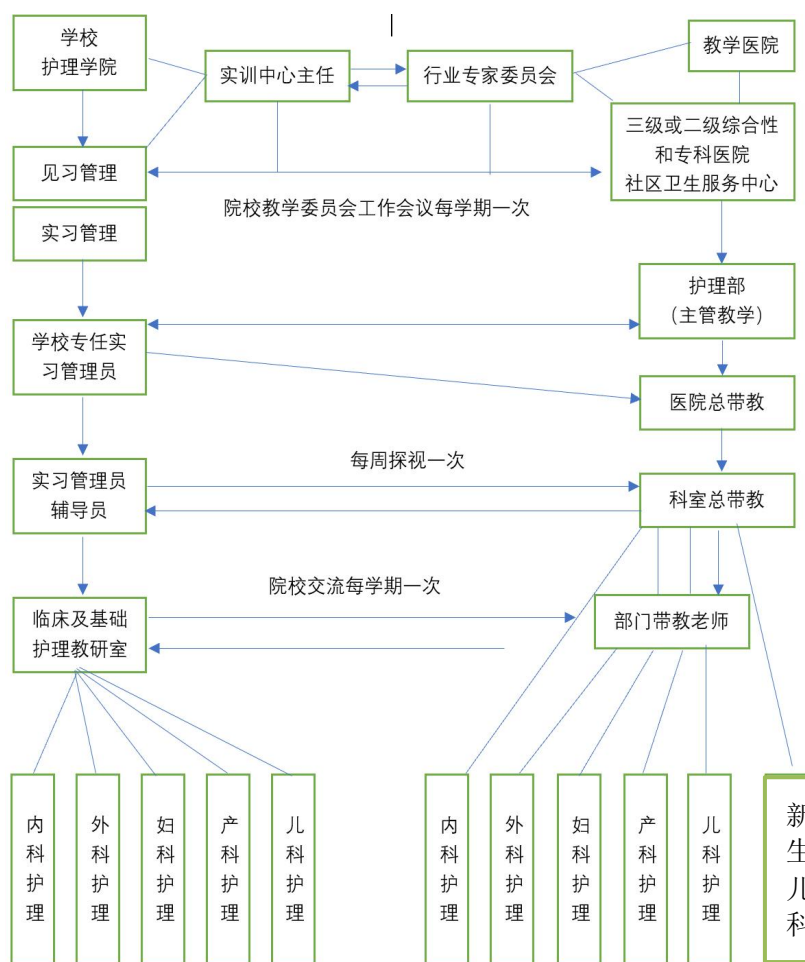 学校
护理学院
实训中心主任
行业专家委员会
教学医院
三级或二级综合性
和专科医院
社区卫生服务中心
见习管理
院校教学委员会工作会议每学期一次
实习管理
护理部
（主管教学）
学校专任实
习管理员
医院总带教
每周探视一次
实习管理员
辅导员
科室总带教
院校交流每学期一次
临床及基础
护理教研室
部门带教老师
内科护理
外科护理
妇科护理
产科护理
儿科护理
内科护理
外科护理
妇科护理
产科护理
儿科护理
新生儿科